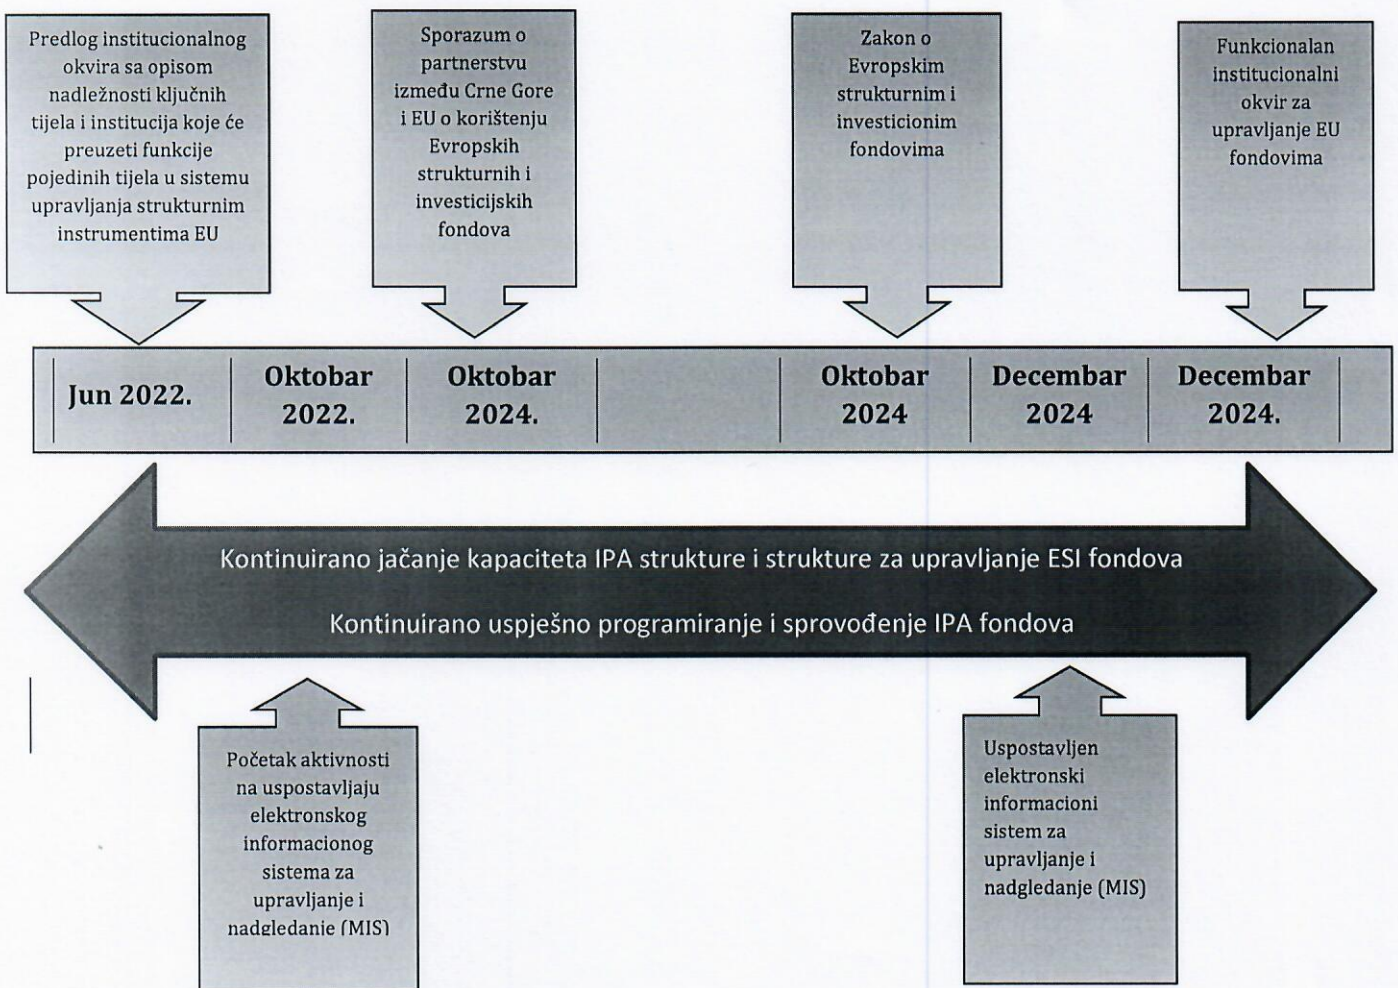 Predlog institucionalnog
okvira sa opisom
nadležnosti ključnih
tijela i institucija koje će
preuzeti funkcije
pojedinih tijela u sistemu
upravljanja strukturnim
instrumentima EU
Sporazum o
partnerstvu
između Crne Gore
i EU o korištenju
Evropskih
strukturnih i
investicijskih
fondova
Zakon o
Evropskim
strukturnim i
investicionim
fondovima
Funkcionalan
institucionalni
okvir za
upravljanje EU
fondovima
Jun 2022.
Oktobar
2022.
Oktobar
2024.
Oktobar
2024
Decembar
2024
Decembar
2024.
Kontinuirano jačanje kapaciteta IPA strukture i strukture za upravljanje ESI fondova
Kontinuirano uspješno programiranje i sprovođenje IPA fondova
Početak aktivnosti
na uspostavljaju
elektronskog
informacionog
sistema za
upravljanje i
nadgledanje (MIS)
Uspostavljen
elektronski
informacioni
sistem za
upravljanje i
nadgledanje (MIS)